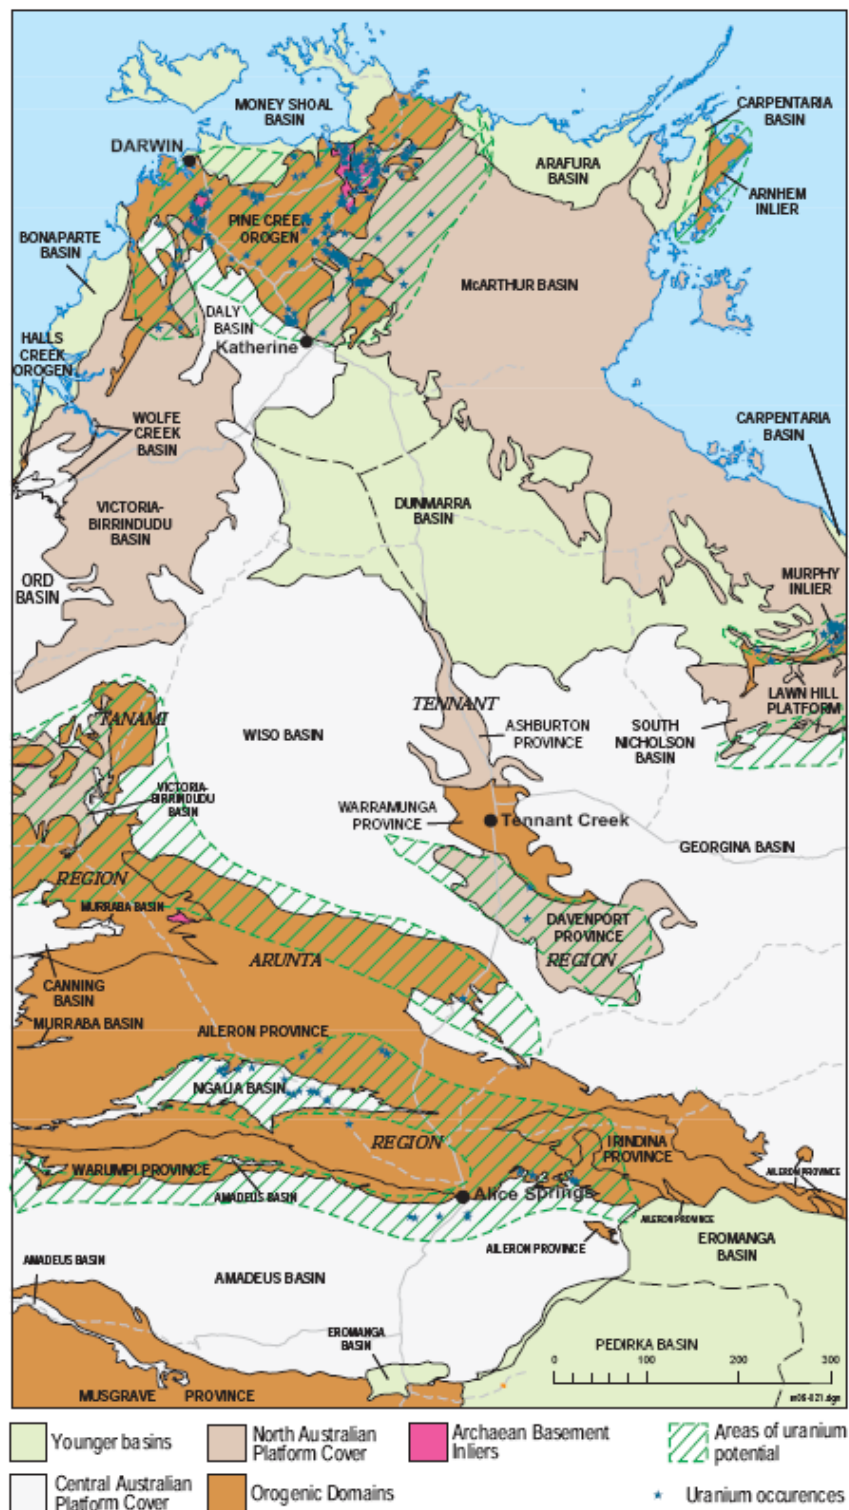 MONEY SHOAL
BASIN
CARPENTARIA
BASIN
DARWIN
ARAFURA
BASIN
ARNHEM
INLIER
PINE CREEK
OROGEN
BONAPARTE
BASIN
McARTHUR BASIN
DALY
BASIN
Katherine
HALLS
CREEK
OROGEN
WOLFE
CREEK
BASIN
CARPENTARIA
BASIN
VICTORIA-
BIRRINDUDU
BASIN
DUNMARRA
BASIN
ORD
BASIN
MURPHY
INLIER
TENNANT
LAWN HILL
PLATFORM
TANAMI
WISO BASIN
ASHBURTON
PROVINCE
SOUTH
NICHOLSON
BASIN
VICTORIA-
BIRRINDUDU
BASIN
WARRAMUNGA
PROVINCE
Tennant Creek
GEORGINA BASIN
REGION
MURRABA BASIN
DAVENPORT
PROVINCE
REGION
ARUNTA
CANNING
BASIN
MURRABA BASIN
AILERON PROVINCE
NGALIA BASIN
REGION
IRINDINA
PROVINCE
WARUMPI PROVINCE
AILERON PROVINCE
AMADEUS BASIN
Alice Springs
AILERON PROVINCE
EROMANGA
BASIN
AILERON PROVINCE
AMADEUS BASIN
AMADEUS BASIN
EROMANGA
BASIN
PEDIRKA BASIN
0 100 200 300
MUSGRAVE PROVINCE
m06-021.dgn
Younger basins
North Australian
Platform Cover
Archaean Basement
Inliers
Areas of uranium
potential
Central Australian
Platform Cover
Orogenic Domains
Uranium occurences